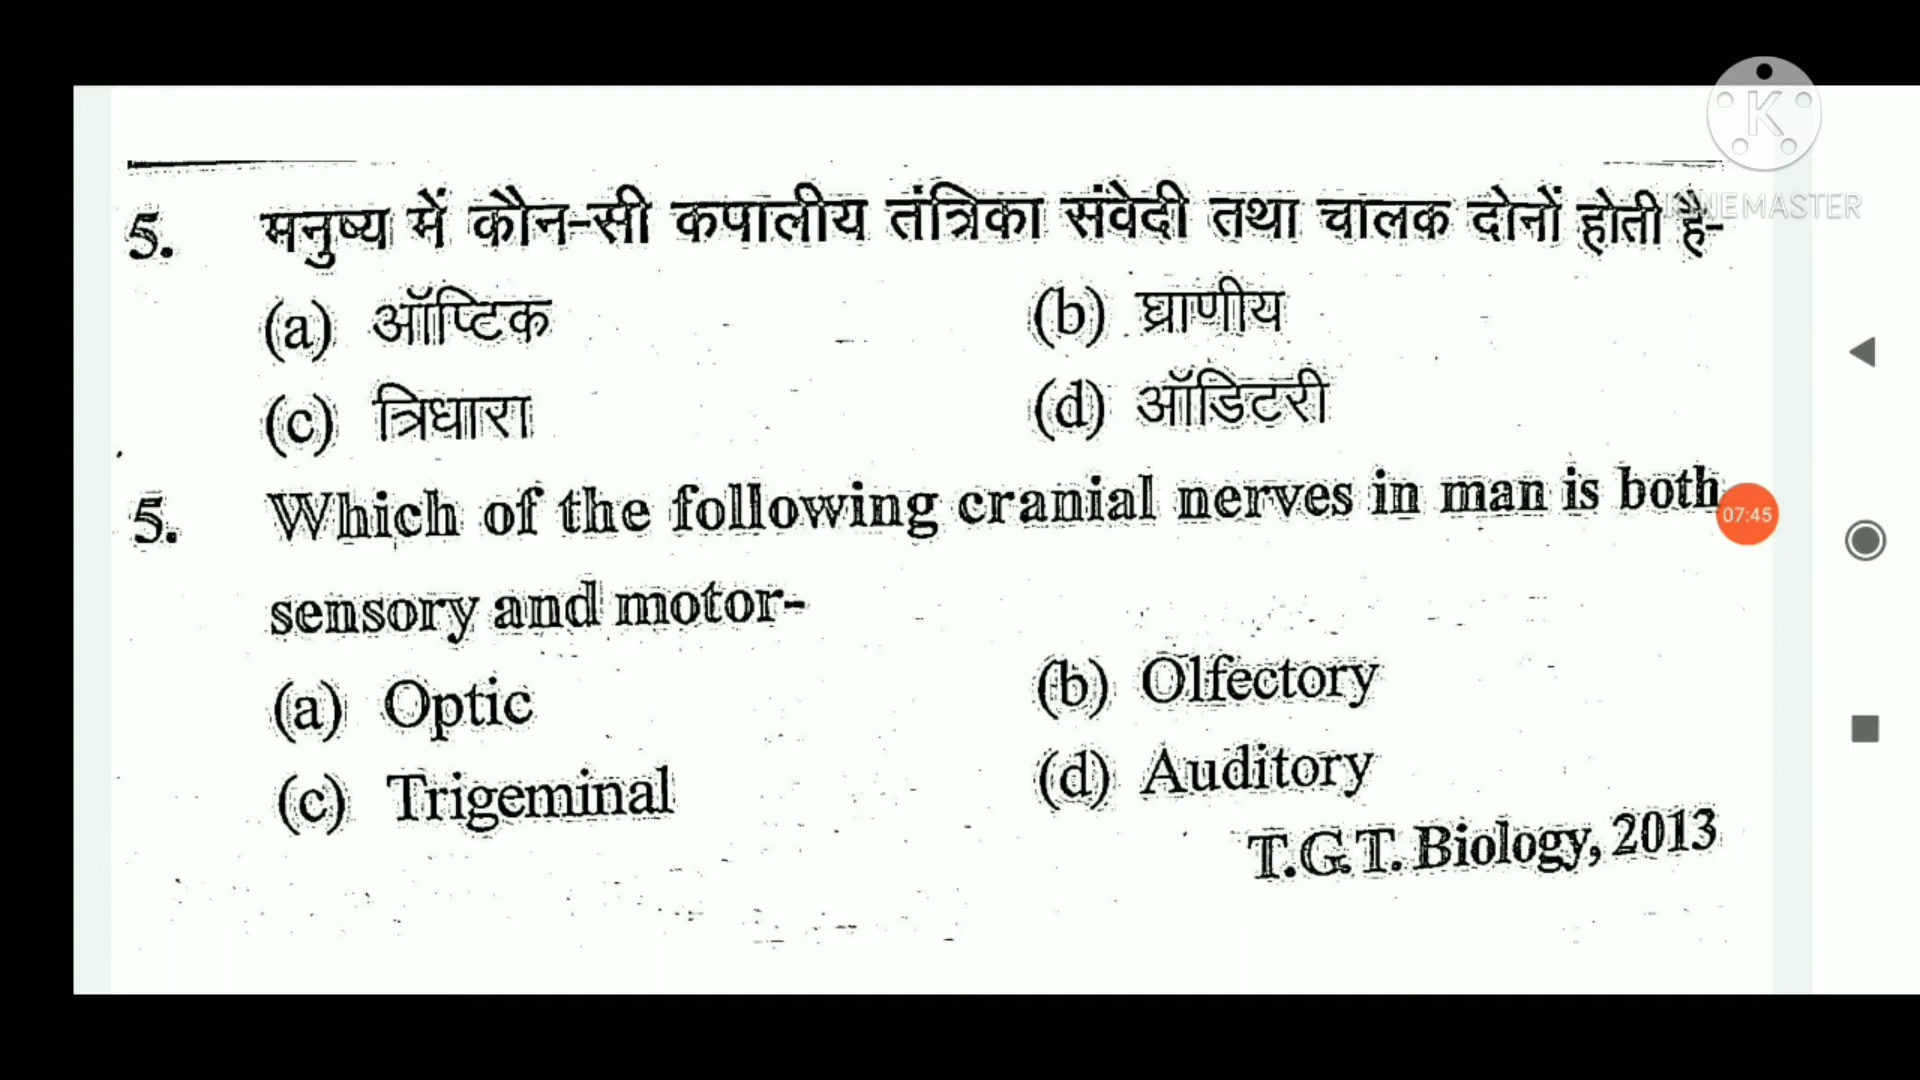 K
KINEMASTER
5. मनुष्य में कौन-सी कपालीय तंत्रिका संवेदी तथा चालक दोनों होती है-
(a) ऑप्टिक (b) घ्राणीय
(c) त्रिधारा (d) ऑडिटरी
5. Which of the following cranial nerves in man is both
07:45
sensory and motor-
(a) Optic (b) Olfectory
(c) Trigeminal (d) Auditory
T.G.T. Biology, 2013